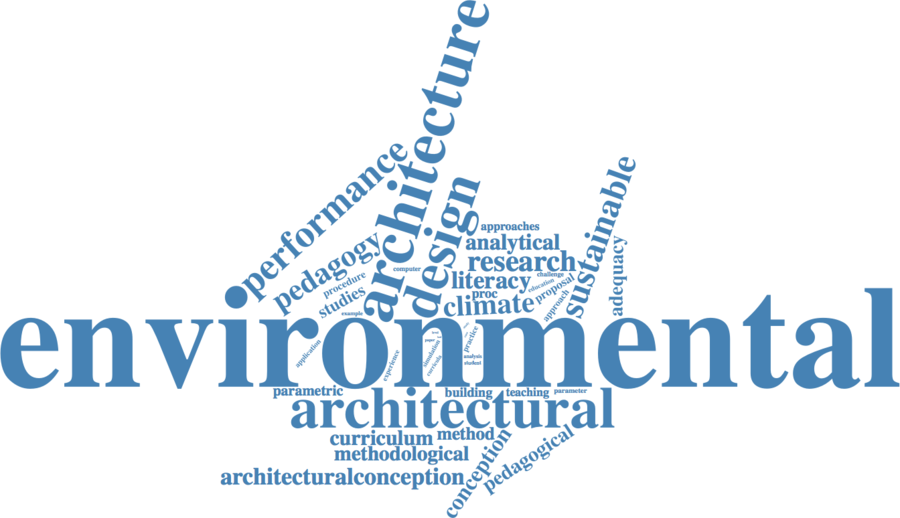 architecture
performance
design
sustainable
approaches
pedagogy
analytical
adequacy
research
computer
procedure
challenge
literacy
education
proposal
studies
proc
climate
approach
example
environmental
application
experience
simulation
curricula
practice
paper
analysis
student
parametric
building
teaching
parameter
architectural
curriculum
method
methodological
conception
pedagogical
architecturalconception